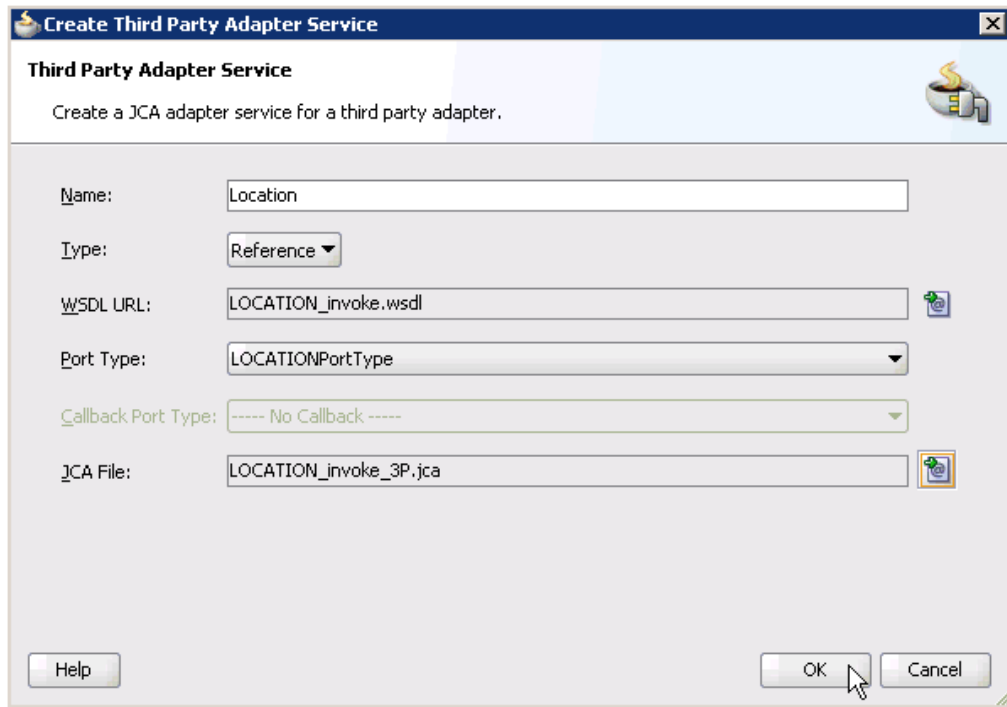 Create Third Party Adapter Service
Third Party Adapter Service
Create a JCA adapter service for a third party adapter.
Name: Location
Type: Reference
WSDL URL: LOCATION_invoke.wsdl
Port Type: LOCATIONPortType
Callback Port Type: ----- No Callback -----
JCA File: LOCATION_invoke_3P.jca
Help OK Cancel